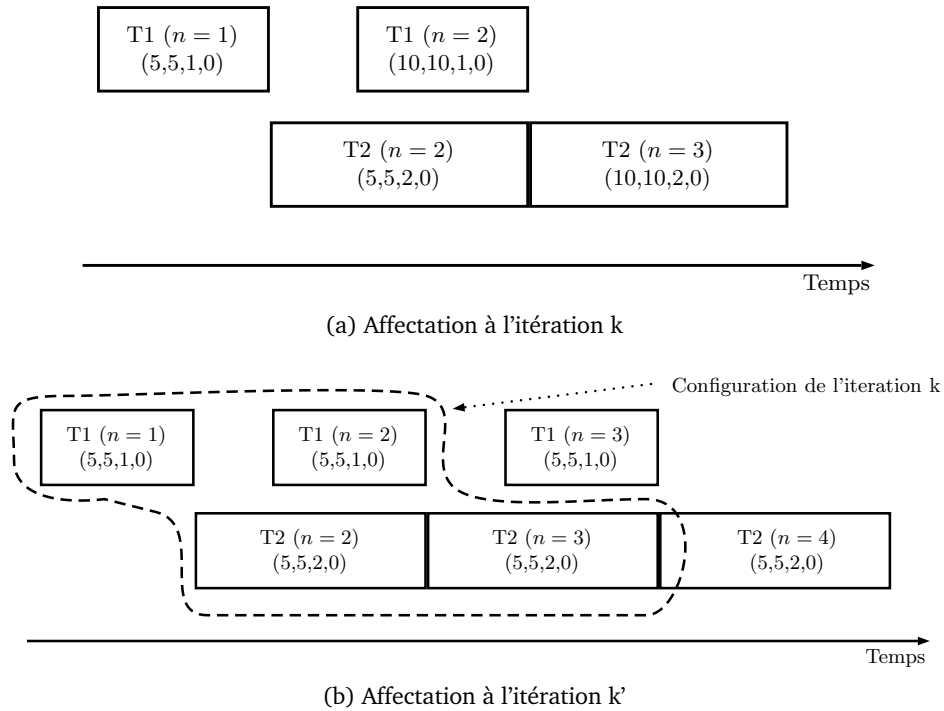 T1 (n = 1)
(5,5,1,0)
T1 (n = 2)
(10,10,1,0)
T2 (n = 2)
(5,5,2,0)
T2 (n = 3)
(10,10,2,0)
Temps
(a) Affectation à l'itération k
Configuration de l'iteration k
T1 (n = 1)
(5,5,1,0)
T1 (n = 2)
(5,5,1,0)
T1 (n = 3)
(5,5,1,0)
T2 (n = 2)
(5,5,2,0)
T2 (n = 3)
(5,5,2,0)
T2 (n = 4)
(5,5,2,0)
Temps
(b) Affectation à l'itération k'